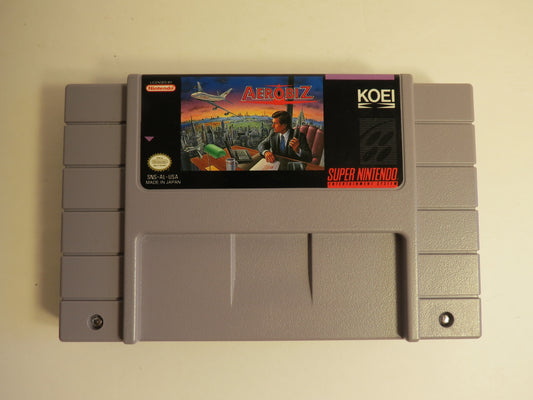 LICENSED BY
Nintendo
AEROBIZ
KOEI
SNS-AL-USA
MADE IN JAPAN
SUPER NINTENDO
ENTERTAINMENT SYSTEM